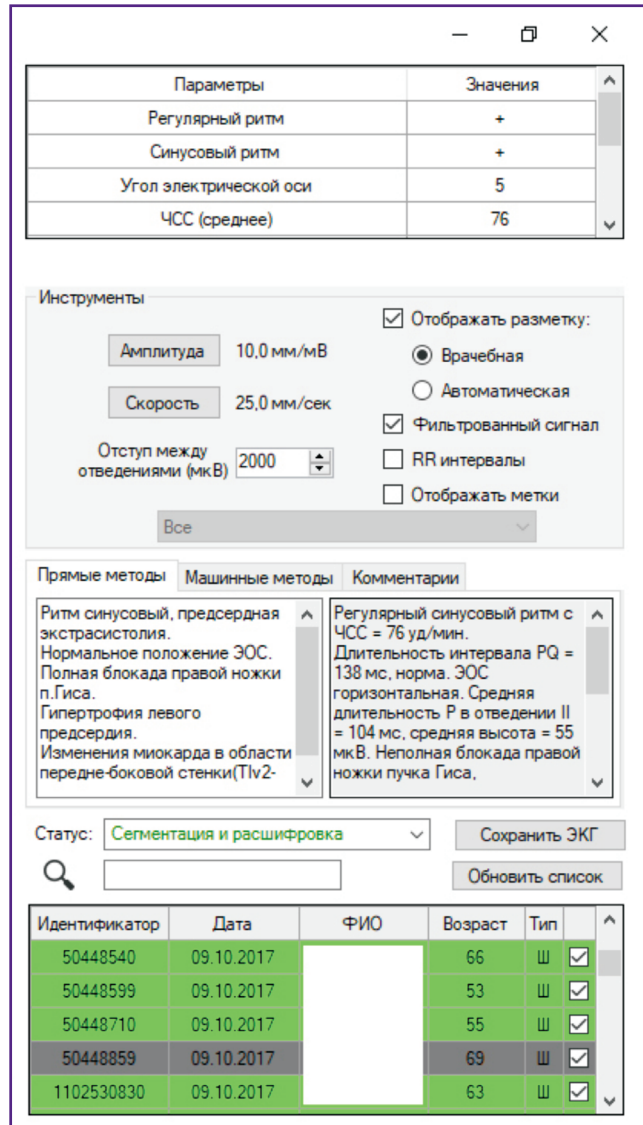 Параметры Значения
Регулярный ритм +
Синусовый ритм +
Угол электрической оси 5
ЧСС (среднее) 76
Инструменты
Амплитуда 10,0 мм/мВ
Скорость 25,0 мм/сек
Отступ между
отведениями (мкВ) 2000
Отображать разметку:
Врачебная
Автоматическая
Фильтрованный сигнал
RR интервалы
Отображать метки
Все
Прямые методы Машинные методы Комментарии
Ритм синусовый, предсердная
экстрасистолия.
Нормальное положение ЭОС.
Полная блокада правой ножки
п.Гиса.
Гипертрофия левого
предсердия.
Изменения миокарда в области
передне-боковой стенки(TIv2-
Регулярный синусовый ритм с
ЧСС = 76 уд/мин.
Длительность интервала PQ =
138 мс, норма. ЭОС
горизонтальная. Средняя
длительность P в отведении II
= 104 мс, средняя высота = 55
мкВ. Неполная блокада правой
ножки пучка Гиса,
Статус: Сегментация и расшифровка Сохранить ЭКГ
Обновить список
Идентификатор Дата ФИО Возраст Тип
50448540 09.10.2017 66 Ш
50448599 09.10.2017 53 Ш
50448710 09.10.2017 55 Ш
50448859 09.10.2017 69 Ш
1102530830 09.10.2017 63 Ш